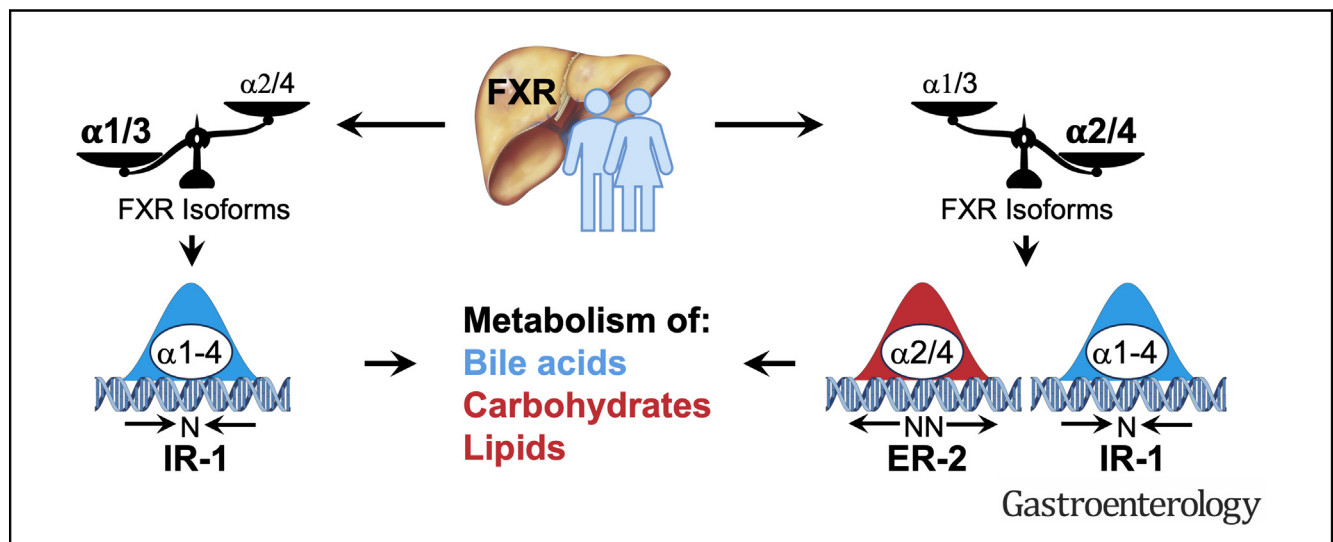 α2/4
α1/3
FXR Isoforms
FXR
α1/3
α2/4
FXR Isoforms
α1-4
N
IR-1
Metabolism of:
Bile acids
Carbohydrates
Lipids
α2/4
NN
ER-2
α1-4
N
IR-1
Gastroenterology